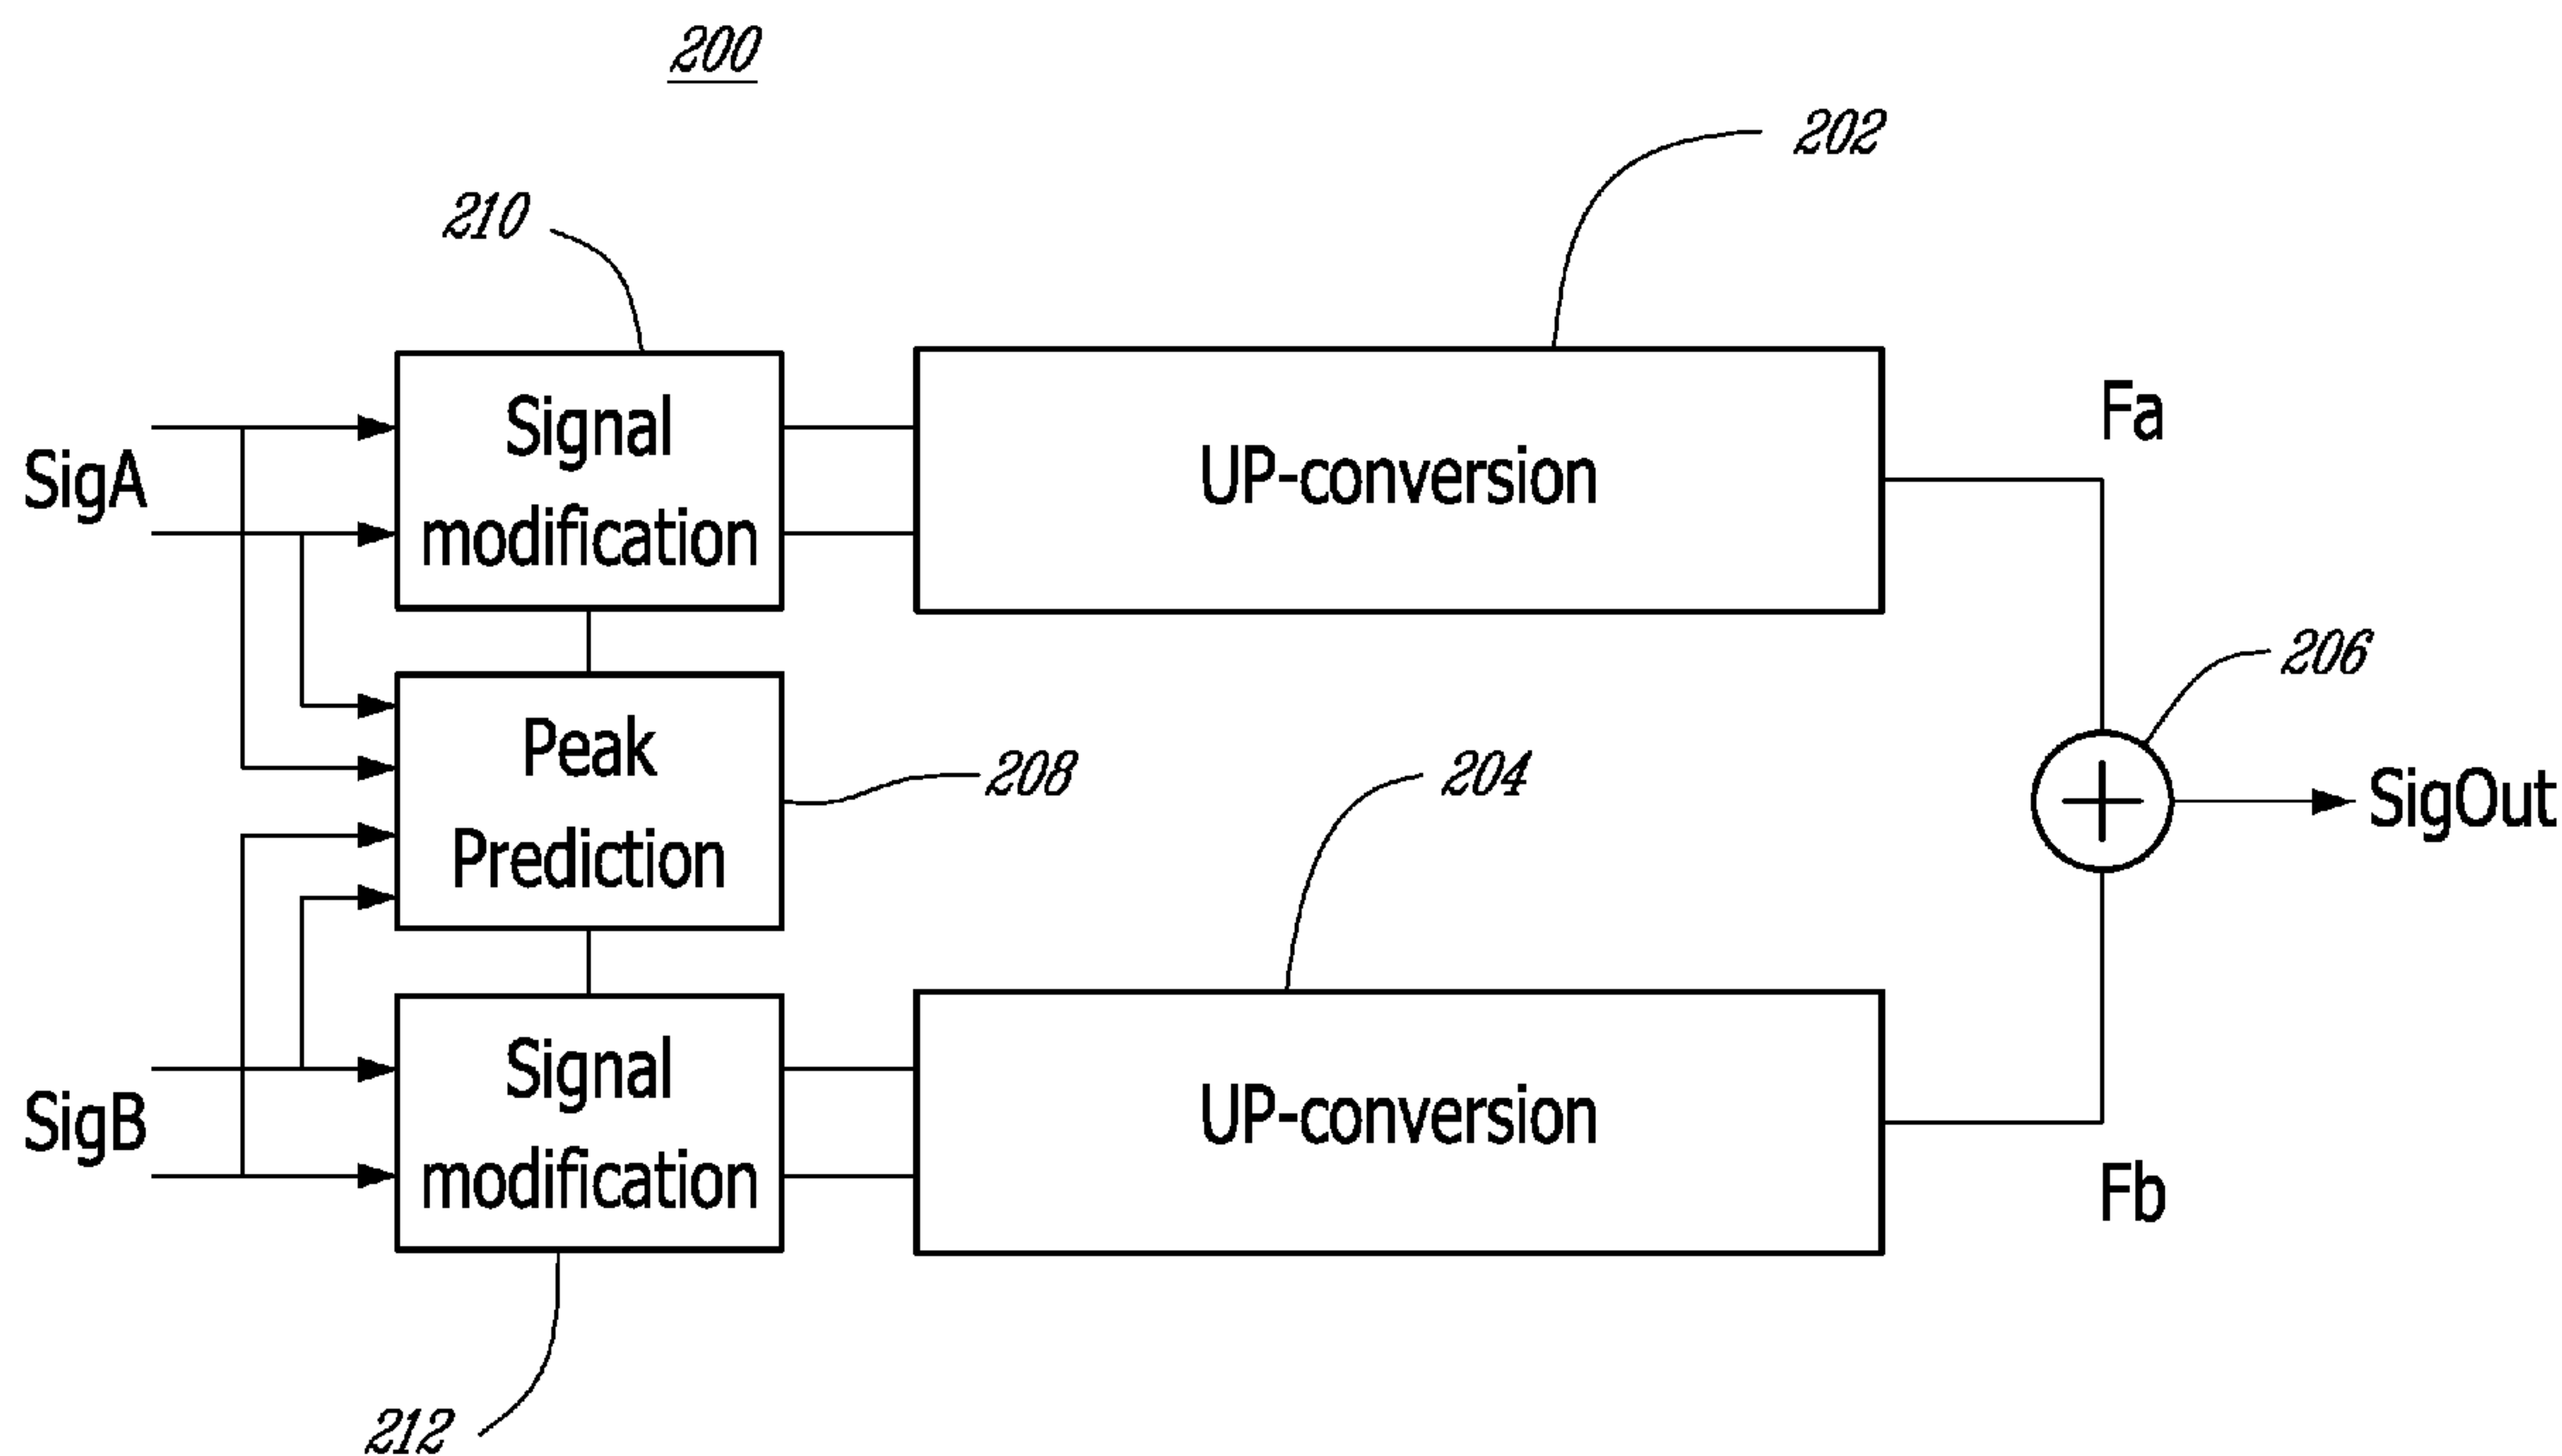 200
202
210
Signal
modification
UP-conversion
Fa
SigA
206
Peak
Prediction
208
204
SigOut
Signal
modification
UP-conversion
SigB
Fb
212